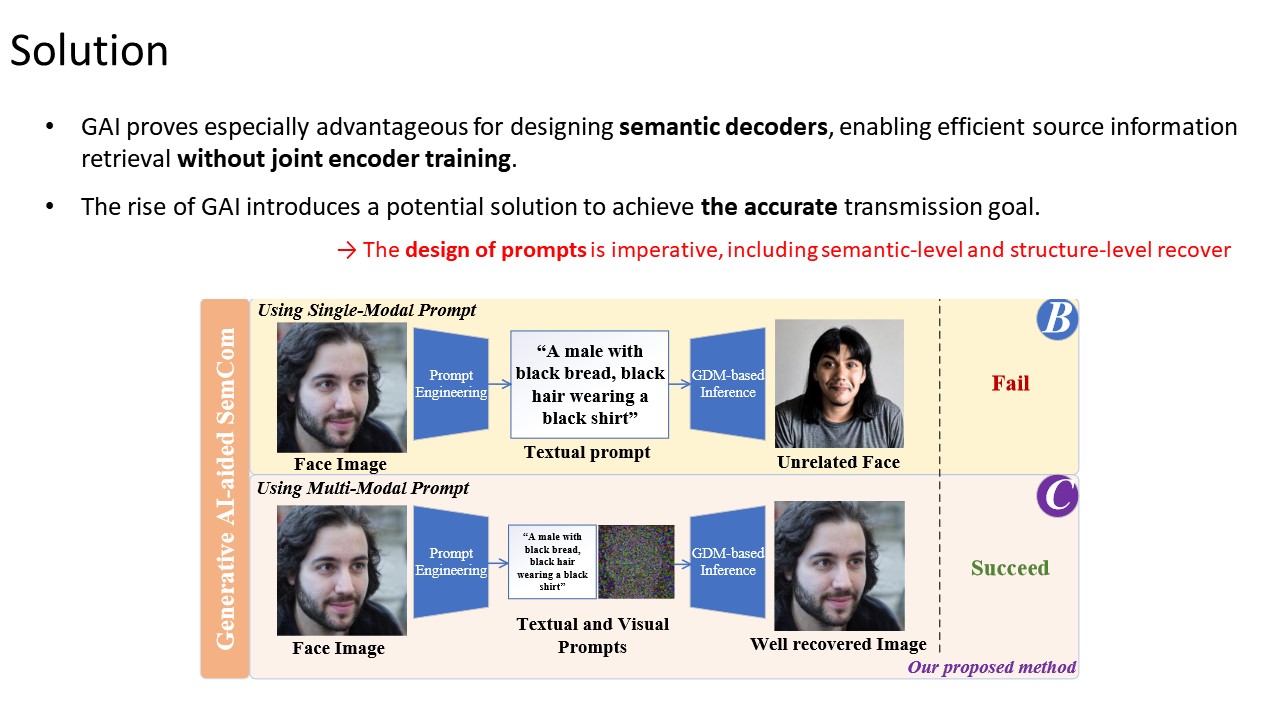 Solution
• GAI proves especially advantageous for designing semantic decoders, enabling efficient source information
retrieval without joint encoder training.
• The rise of GAI introduces a potential solution to achieve the accurate transmission goal.
→ The design of prompts is imperative, including semantic-level and structure-level recover
Generative AI-aided SemCom
Using Single-Modal Prompt
B
Face Image
Prompt
Engineering
“A male with
black bread, black
hair wearing a
black shirt”
Textual prompt
GDM-based
Inference
Unrelated Face
Fail
Using Multi-Modal Prompt
C
Face Image
Prompt
Engineering
“A male with
black bread,
black hair
wearing a black
shirt”
Textual and Visual
Prompts
GDM-based
Inference
Well recovered Image
Succeed
Our proposed method